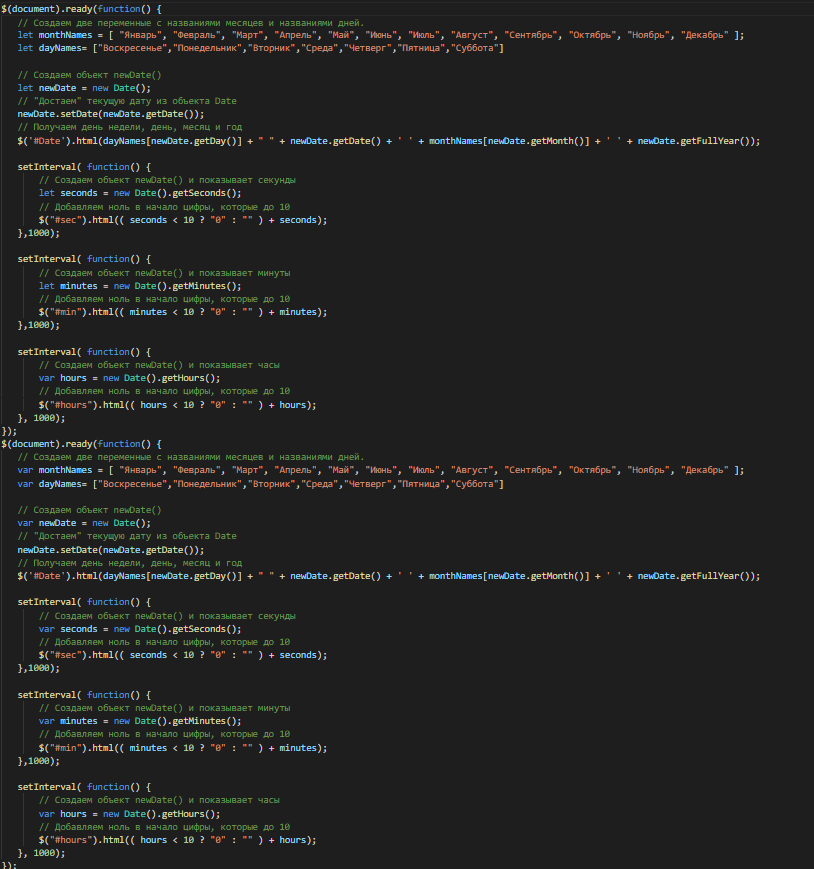 $(document).ready(function() {
// Создаем две переменные с названиями месяцев и названиями дней.
let monthNames = [ "Январь", "Февраль", "Март", "Апрель", "Май", "Июнь", "Июль", "Август", "Сентябрь", "Октябрь", "Ноябрь", "Декабрь" ];
let dayNames= ["Воскресенье","Понедельник","Вторник","Среда","Четверг","Пятница","Суббота"]
// Создаем объект newDate()
let newDate = new Date();
// "Достаем" текущую дату из объекта Date
newDate.setDate(newDate.getDate());
// Получаем день недели, день, месяц и год
$('#Date').html(dayNames[newDate.getDay()] + " " + newDate.getDate() + ' ' + monthNames[newDate.getMonth()] + ' ' + newDate.getFullYear());
setInterval( function() {
// Создаем объект newDate() и показывает секунды
let seconds = new Date().getSeconds();
// Добавляем ноль в начало цифры, которые до 10
$("#sec").html(( seconds < 10 ? "0" : "" ) + seconds);
},1000);
setInterval( function() {
// Создаем объект newDate() и показывает минуты
let minutes = new Date().getMinutes();
// Добавляем ноль в начало цифры, которые до 10
$("#min").html(( minutes < 10 ? "0" : "" ) + minutes);
},1000);
setInterval( function() {
// Создаем объект newDate() и показывает часы
var hours = new Date().getHours();
// Добавляем ноль в начало цифры, которые до 10
$("#hours").html(( hours < 10 ? "0" : "" ) + hours);
}, 1000);
});
$(document).ready(function() {
// Создаем две переменные с названиями месяцев и названиями дней.
var monthNames = [ "Январь", "Февраль", "Март", "Апрель", "Май", "Июнь", "Июль", "Август", "Сентябрь", "Октябрь", "Ноябрь", "Декабрь" ];
var dayNames= ["Воскресенье","Понедельник","Вторник","Среда","Четверг","Пятница","Суббота"]
// Создаем объект newDate()
var newDate = new Date();
// "Достаем" текущую дату из объекта Date
newDate.setDate(newDate.getDate());
// Получаем день недели, день, месяц и год
$('#Date').html(dayNames[newDate.getDay()] + " " + newDate.getDate() + ' ' + monthNames[newDate.getMonth()] + ' ' + newDate.getFullYear());
setInterval( function() {
// Создаем объект newDate() и показывает секунды
var seconds = new Date().getSeconds();
// Добавляем ноль в начало цифры, которые до 10
$("#sec").html(( seconds < 10 ? "0" : "" ) + seconds);
},1000);
setInterval( function() {
// Создаем объект newDate() и показывает минуты
var minutes = new Date().getMinutes();
// Добавляем ноль в начало цифры, которые до 10
$("#min").html(( minutes < 10 ? "0" : "" ) + minutes);
},1000);
setInterval( function() {
// Создаем объект newDate() и показывает часы
var hours = new Date().getHours();
// Добавляем ноль в начало цифры, которые до 10
$("#hours").html(( hours < 10 ? "0" : "" ) + hours);
}, 1000);
});